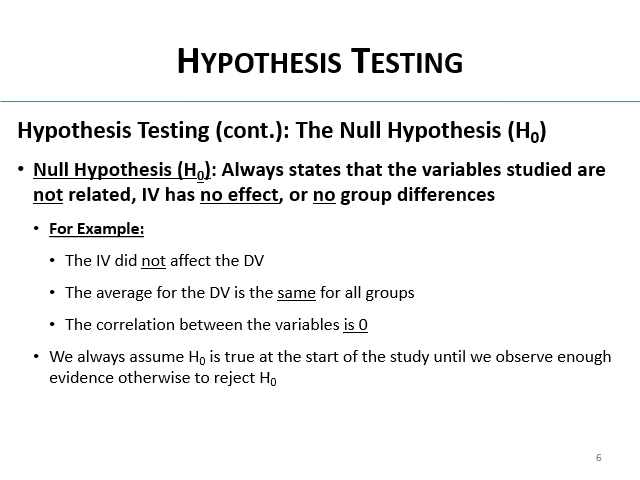 HYPOTHESIS TESTING
Hypothesis Testing (cont.): The Null Hypothesis (H0)
• Null Hypothesis (H0): Always states that the variables studied are
not related, IV has no effect, or no group differences
• For Example:
• The IV did not affect the DV
• The average for the DV is the same for all groups
• The correlation between the variables is 0
• We always assume H0 is true at the start of the study until we observe enough
evidence otherwise to reject H0
6